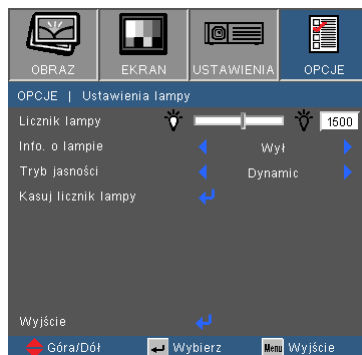 OBRAZ EKRAN USTAWIENIA OPCJE
OPCJE | Ustawienia lampy
Licznik lampy 1500
Info. o lampie Wył
Tryb jasności Dynamic
Kasuj licznik lampy
Wyjście
Góra/Dół Wybierz Menu Wyjście